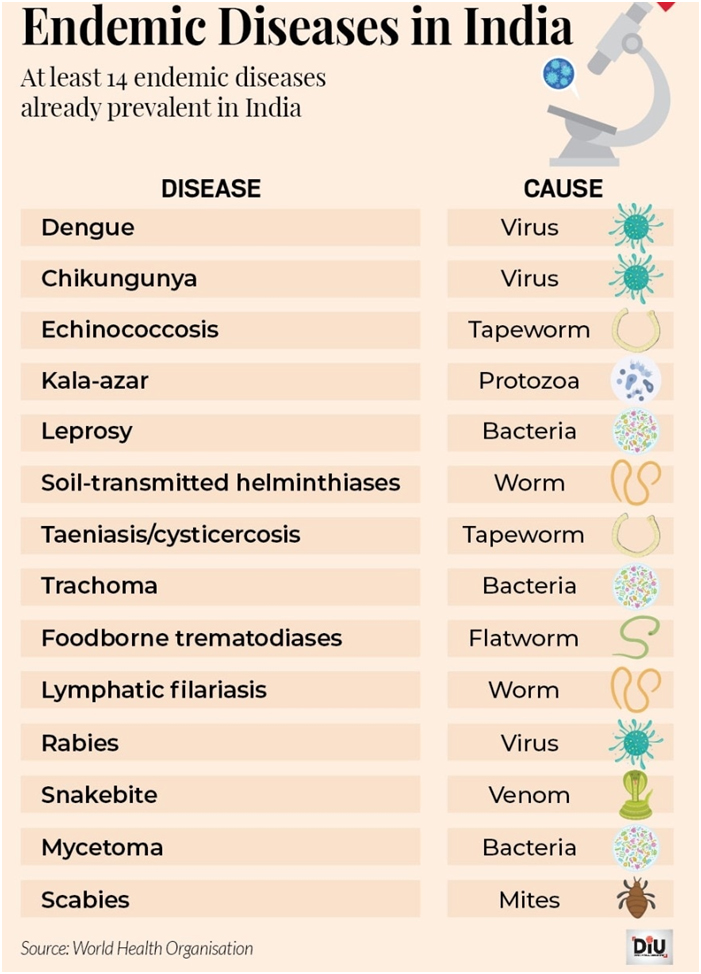 Endemic Diseases in India
At least 14 endemic diseases
already prevalent in India
DISEASE CAUSE
Dengue Virus
Chikungunya Virus
Echinococcosis Tapeworm
Kala-azar Protozoa
Leprosy Bacteria
Soil-transmitted helminthiases Worm
Taeniasis/cysticercosis Tapeworm
Trachoma Bacteria
Foodborne trematodiases Flatworm
Lymphatic filariasis Worm
Rabies Virus
Snakebite Venom
Mycetoma Bacteria
Scabies Mites
Source: World Health Organisation
DIU